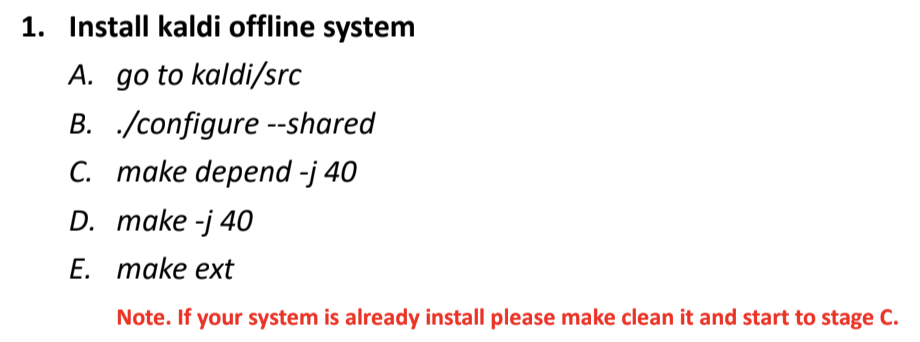 1. Install kaldi offline system
A. go to kaldi/src
B. ./configure --shared
C. make depend -j 40
D. make -j 40
E. make ext
Note. If your system is already install please make clean it and start to stage C.